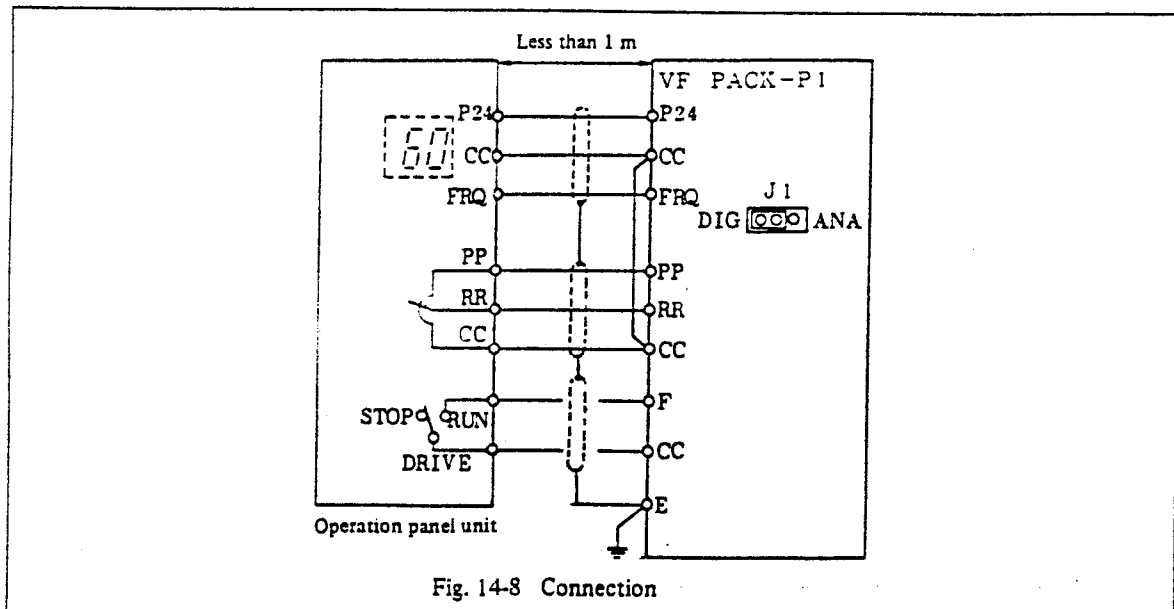 Less than 1 m
VF PACK-P1
P24 P24
60
CC CC
FRQ FRQ
J1
DIG ANA
PP PP
RR RR
CC CC
STOP RUN F
DRIVE CC
E
Operation panel unit
Fig. 14-8 Connection